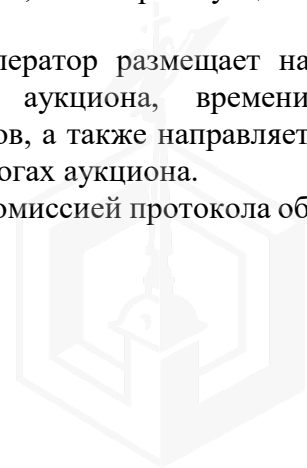 ператор размещает на
аукциона, времени
ов, а также направляет
огах аукциона.
омиссией протокола об